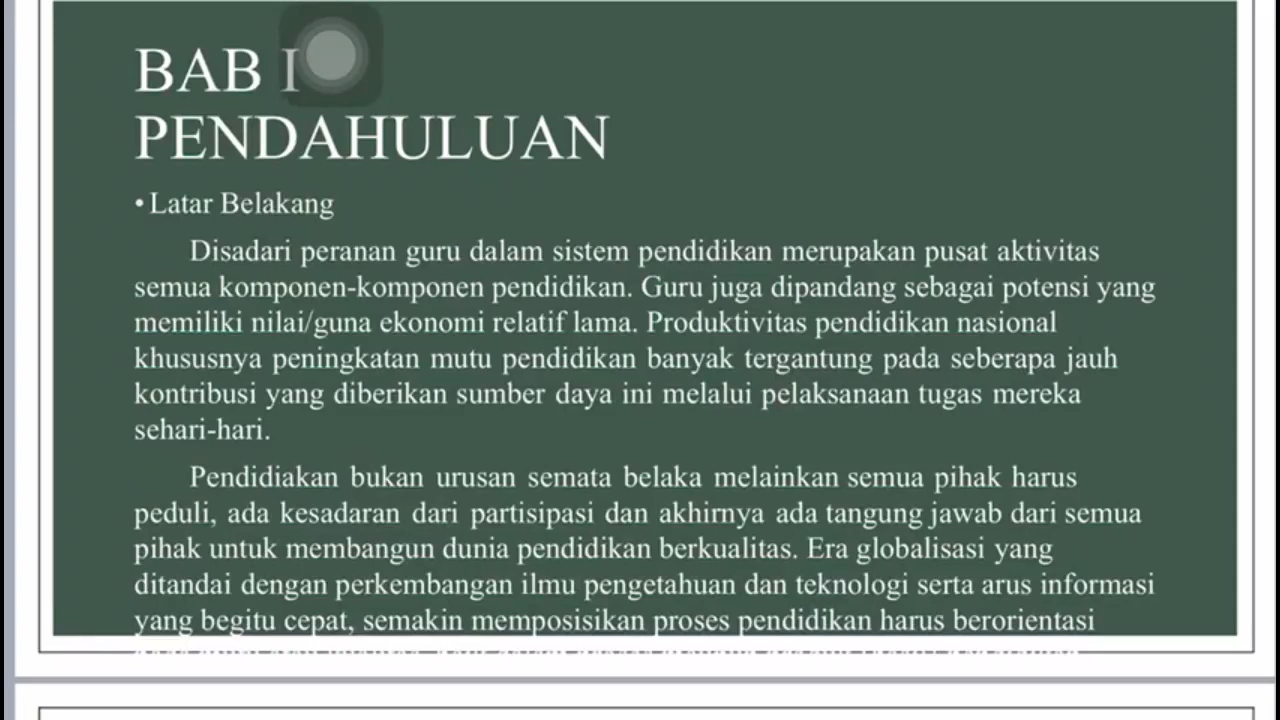 BAB I
PENDAHULUAN
• Latar Belakang
Disadari peranan guru dalam sistem pendidikan merupakan pusat aktivitas
semua komponen-komponen pendidikan. Guru juga dipandang sebagai potensi yang
memiliki nilai/guna ekonomi relatif lama. Produktivitas pendidikan nasional
khususnya peningkatan mutu pendidikan banyak tergantung pada seberapa jauh
kontribusi yang diberikan sumber daya ini melalui pelaksanaan tugas mereka
sehari-hari.
Pendidiakan bukan urusan semata belaka melainkan semua pihak harus
peduli, ada kesadaran dari partisipasi dan akhirnya ada tangung jawab dari semua
pihak untuk membangun dunia pendidikan berkualitas. Era globalisasi yang
ditandai dengan perkembangan ilmu pengetahuan dan teknologi serta arus informasi
yang begitu cepat, semakin memposisikan proses pendidikan harus berorientasi